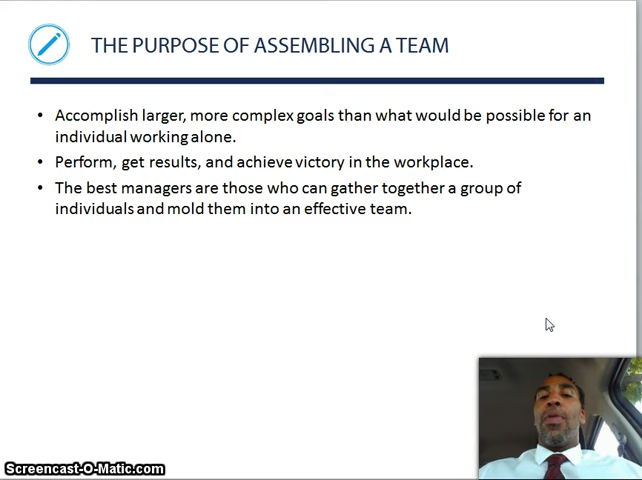 THE PURPOSE OF ASSEMBLING A TEAM
• Accomplish larger, more complex goals than what would be possible for an
individual working alone.
• Perform, get results, and achieve victory in the workplace.
• The best managers are those who can gather together a group of
individuals and mold them into an effective team.
Screencast-O-Matic.com